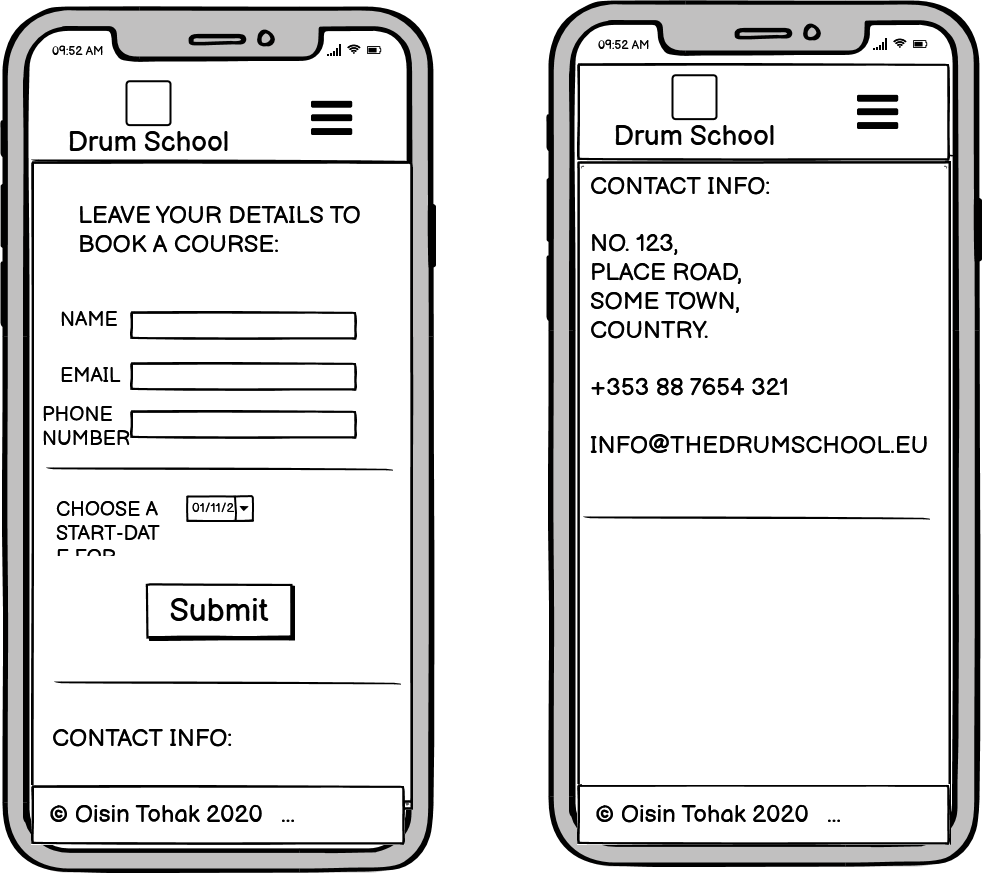 09:52 AM
Drum School
LEAVE YOUR DETAILS TO
BOOK A COURSE:
NAME
EMAIL
PHONE
NUMBER
CHOOSE A
START-DAT
E FOR
01/11/2
Submit
CONTACT INFO:
© Oisin Tohak 2020 ...
09:52 AM
Drum School
CONTACT INFO:
NO. 123,
PLACE ROAD,
SOME TOWN,
COUNTRY.
+353 88 7654 321
INFO@THEDRUMSCHOOL.EU
© Oisin Tohak 2020 ...